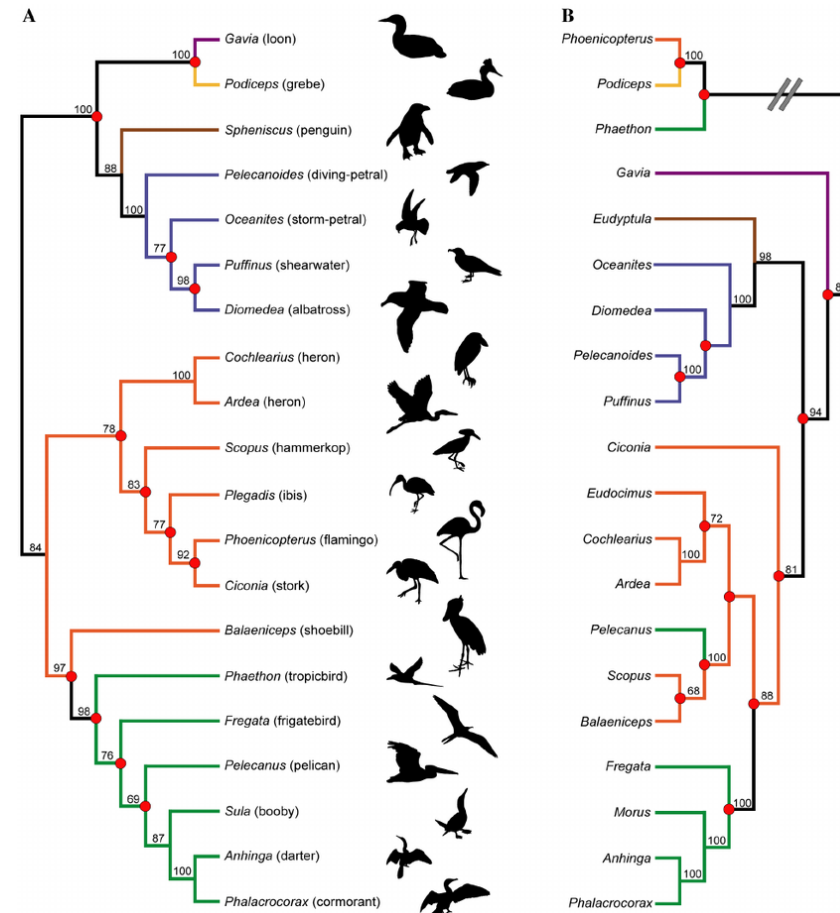 A
B
100
Gavia (loon)
Podiceps (grebe)
100
88
Spheniscus (penguin)
100
Pelecanoides (diving-petral)
77
Oceanites (storm-petral)
98
Puffinus (shearwater)
Diomedea (albatross)
84
78
100
Cochlearius (heron)
Ardea (heron)
83
Scopus (hammerkop)
77
Plegadis (ibis)
92
Phoenicopterus (flamingo)
Ciconia (stork)
97
Balaeniceps (shoebill)
98
Phaethon (tropicbird)
76
Fregata (frigatebird)
69
Pelecanus (pelican)
87
Sula (booby)
100
Anhinga (darter)
Phalacrocorax (cormorant)
Phoenicopterus
100
Podiceps
Phaethon
Gavia
Eudyptula
98
Oceanites
8
100
Diomedea
Pelecanoides
100
Puffinus
94
Ciconia
Eudocimus
72
Cochlearius
100
Ardea
81
Pelecanus
100
Scopus
68
88
Balaeniceps
Fregata
100
Morus
100
Anhinga
100
Phalacrocorax